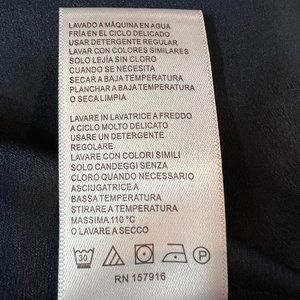 LAVADO A MÁQUINA EN AGUA
FRÍA EN EL CICLO DELICADO
USAR DETERGENTE REGULAR
LAVAR CON COLORES SIMILARES
SOLO LEJÍA SIN CLORO
CUANDO SE NECESITA
SECAR A BAJA TEMPERATURA
PLANCHAR A BAJA TEMPERATURA
O SECA LIMPIA
LAVARE IN LAVATRICE A FREDDO
A CICLO MOLTO DELICATO
USARE UN DETERGENTE
REGOLARE
LAVARE CON COLORI SIMILI
SOLO CANDEGGI SENZA
CLORO QUANDO NECESSARIO
ASCIUGATRICE A
BASSA TEMPERATURA
STIRARE A TEMPERATURA
MASSIMA 110 °C
O LAVARE A SECCO
30
RN 157916